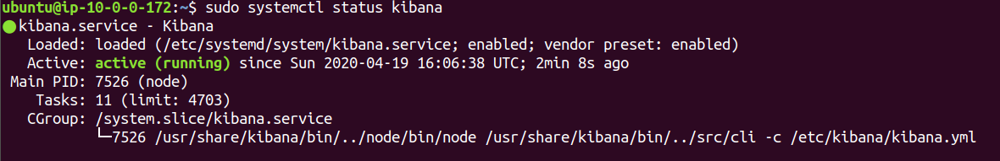 ubuntu@ip-10-0-0-172:~$ sudo systemctl status kibana
● kibana.service - Kibana
   Loaded: loaded (/etc/systemd/system/kibana.service; enabled; vendor preset: enabled)
   Active: active (running) since Sun 2020-04-19 16:06:38 UTC; 2min 8s ago
 Main PID: 7526 (node)
    Tasks: 11 (limit: 4703)
   CGroup: /system.slice/kibana.service
           └─7526 /usr/share/kibana/bin/../node/bin/node /usr/share/kibana/bin/../src/cli -c /etc/kibana/kibana.yml